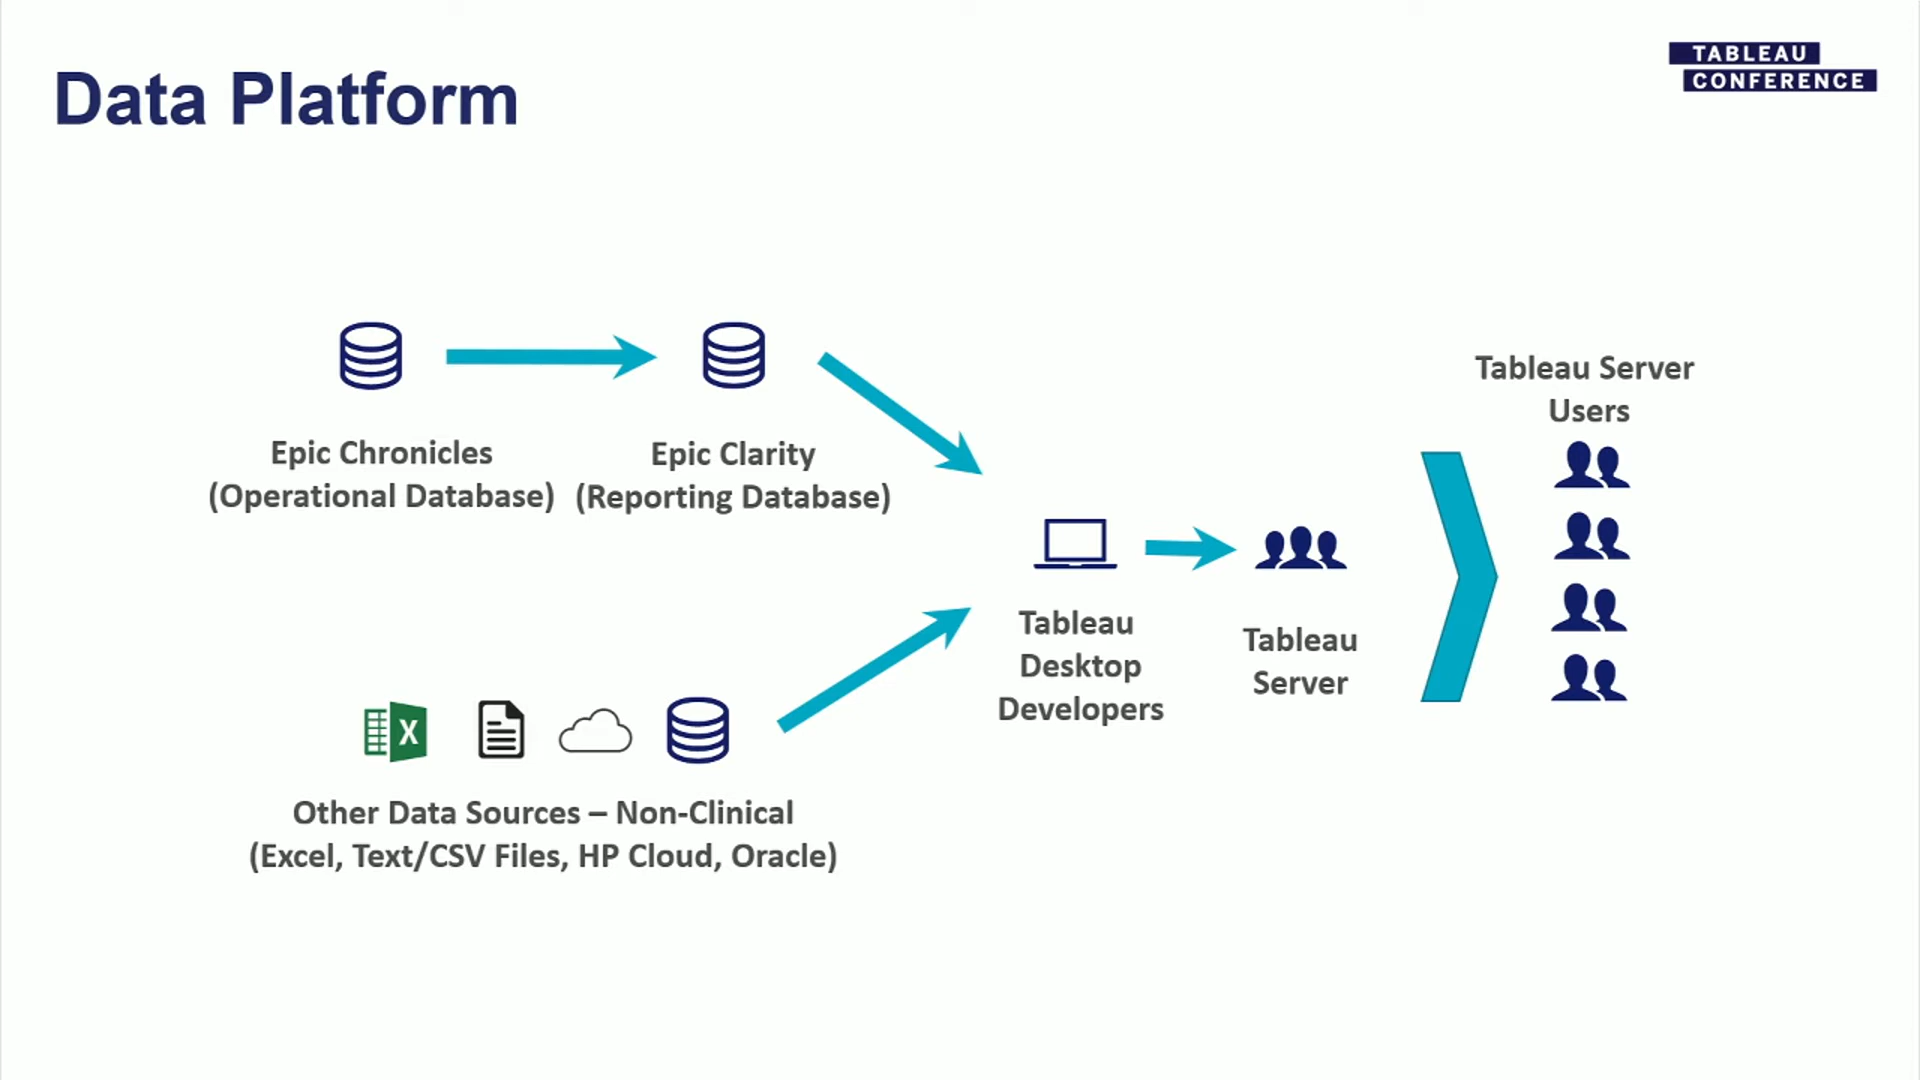 Data Platform
TABLEAU
CONFERENCE
Epic Chronicles
(Operational Database)
Epic Clarity
(Reporting Database)
X
Other Data Sources – Non-Clinical
(Excel, Text/CSV Files, HP Cloud, Oracle)
Tableau
Desktop
Developers
Tableau
Server
Tableau Server
Users